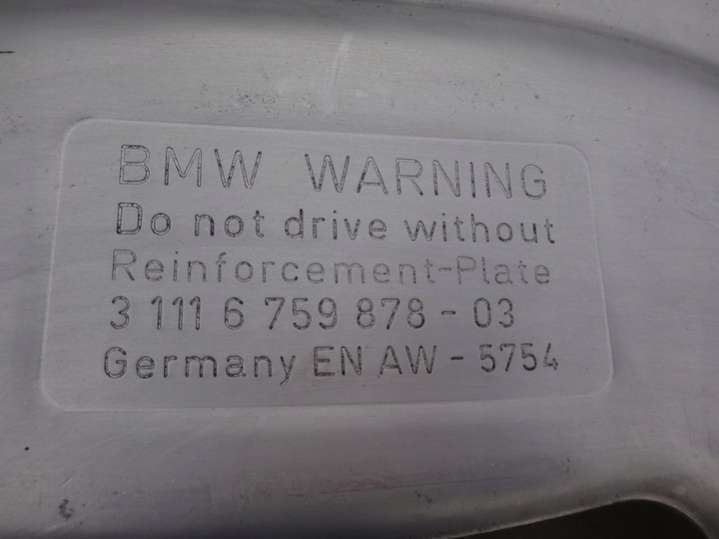 BMW WARNING
Do not drive without
Reinforcement-Plate
3 111 6 759 878 - 03
Germany EN AW - 5754